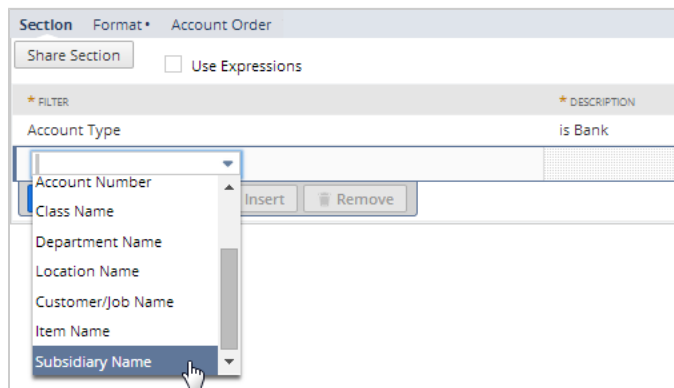 Section Format • Account Order
Share Section
Use Expressions
* FILTER * DESCRIPTION
Account Type is Bank
Account Number
Class Name
Insert Remove
Department Name
Location Name
Customer/Job Name
Item Name
Subsidiary Name